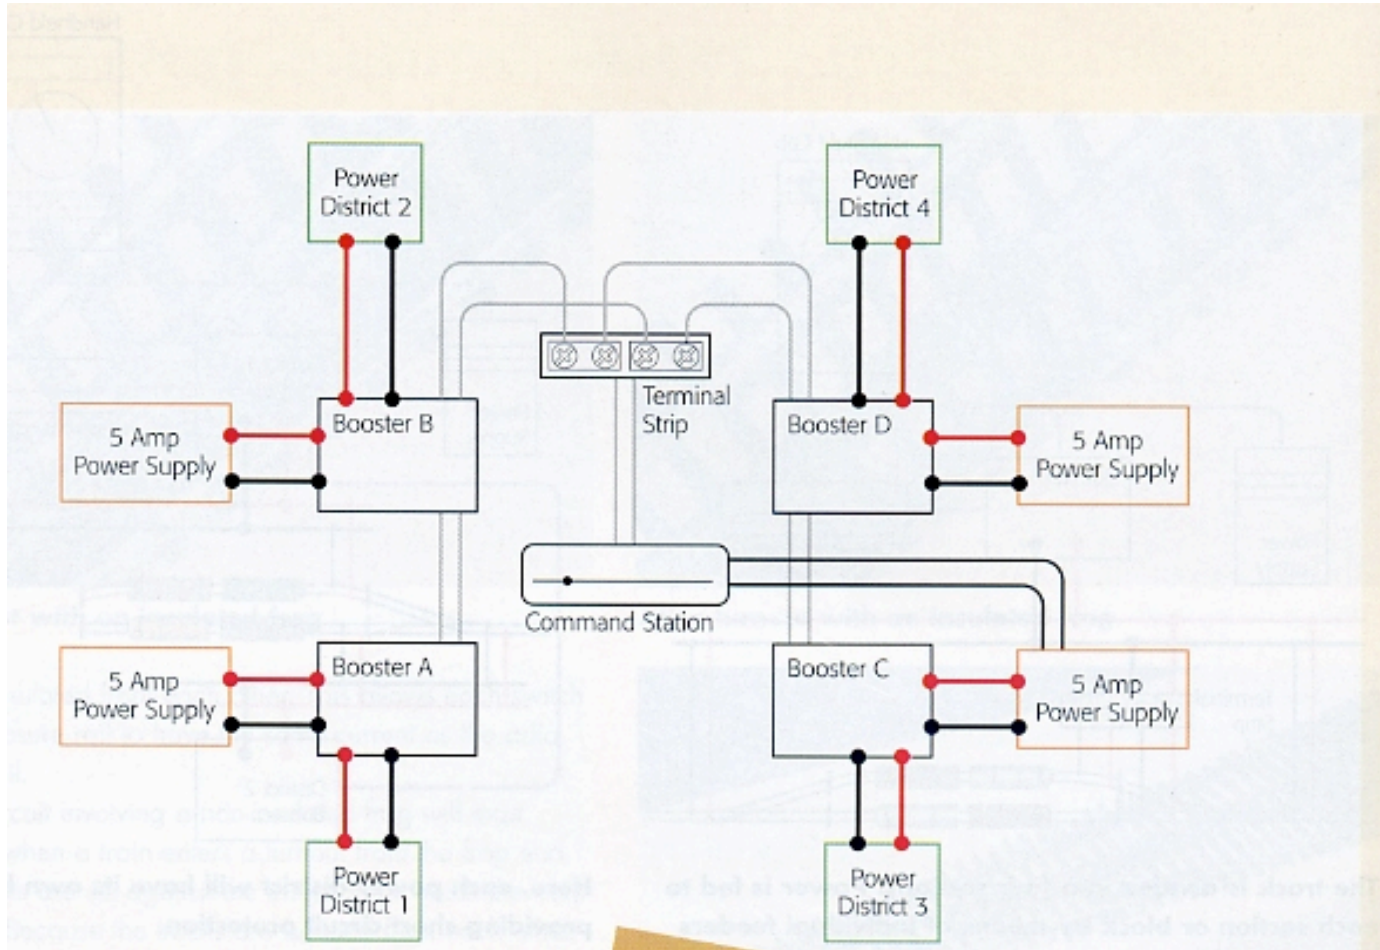 Power
District 2
Power
District 4
Terminal
Strip
Booster B
5 Amp
Power Supply
Booster D
5 Amp
Power Supply
Command Station
Booster A
5 Amp
Power Supply
Booster C
5 Amp
Power Supply
Power
District 1
Power
District 3